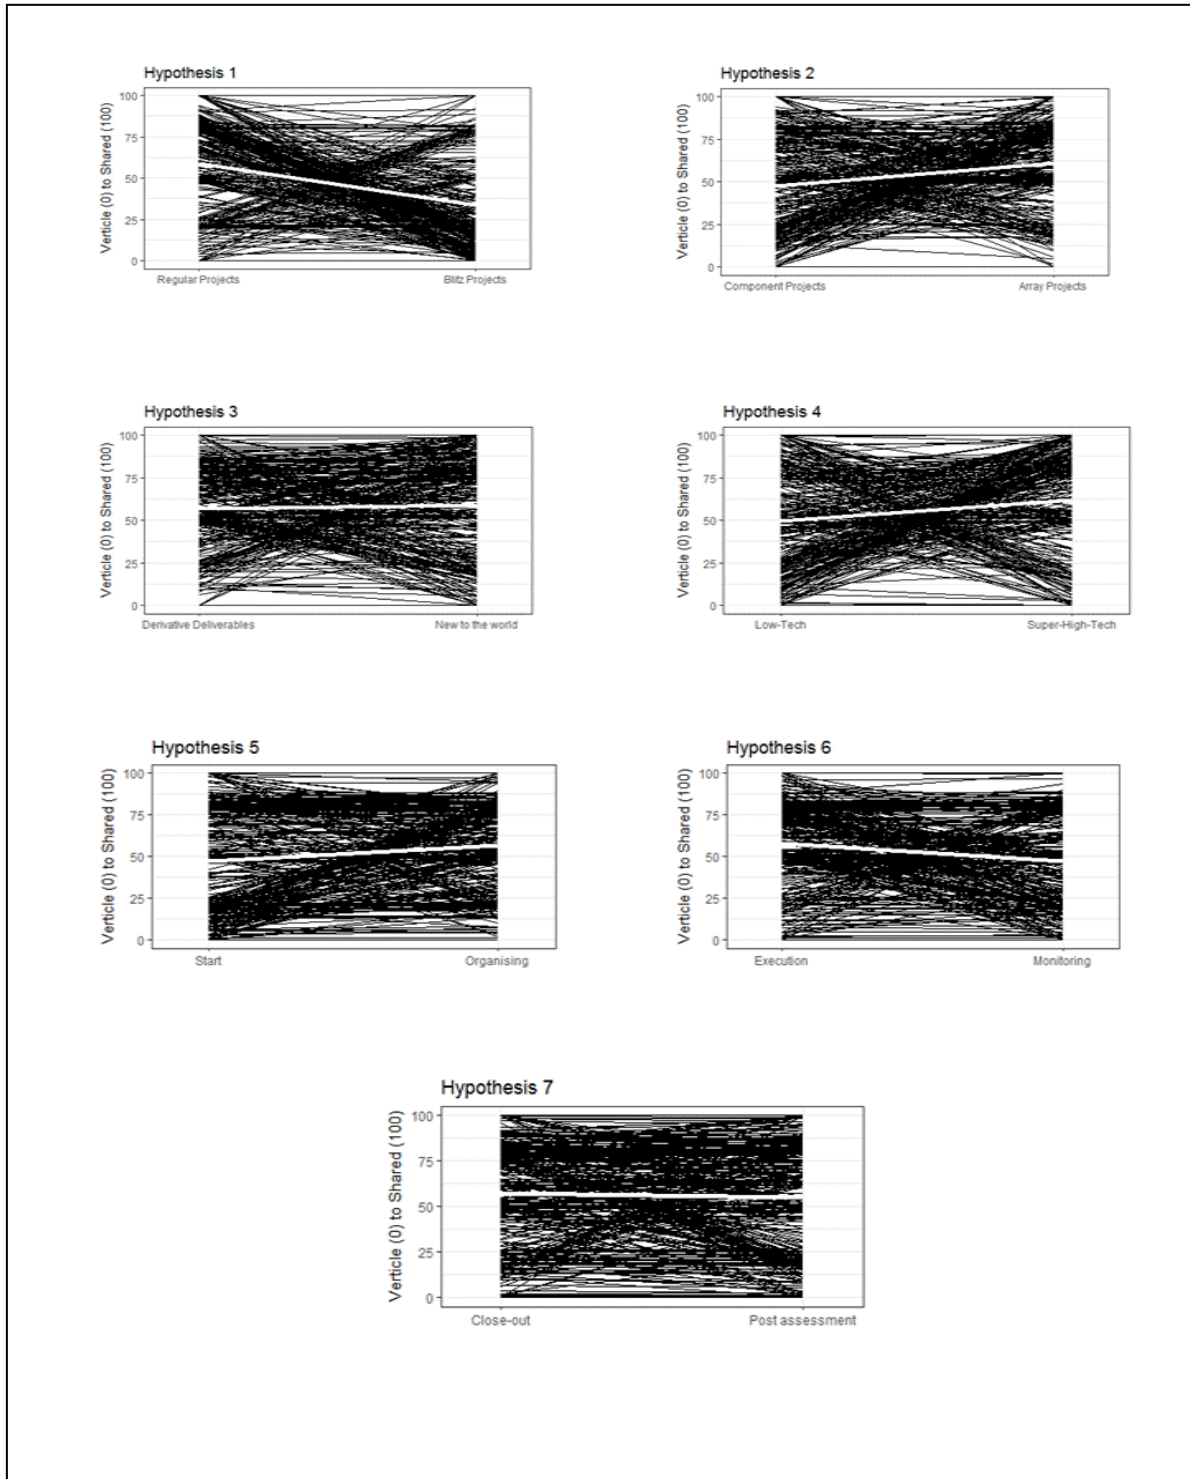 Hypothesis 1
Verticle (0) to Shared (100)
100
75
50
25
0
Regular Projects
Blitz Projects
Hypothesis 2
Verticle (0) to Shared (100)
100
75
50
25
0
Component Projects
Array Projects
Hypothesis 3
Verticle (0) to Shared (100)
100
75
50
25
0
Derivative Deliverables
New to the world
Hypothesis 4
Verticle (0) to Shared (100)
100
75
50
25
0
Low-Tech
Super-High-Tech
Hypothesis 5
Verticle (0) to Shared (100)
100
75
50
25
0
Start
Organising
Hypothesis 6
Verticle (0) to Shared (100)
100
75
50
25
0
Execution
Monitoring
Hypothesis 7
Verticle (0) to Shared (100)
100
75
50
25
0
Close-out
Post assessment